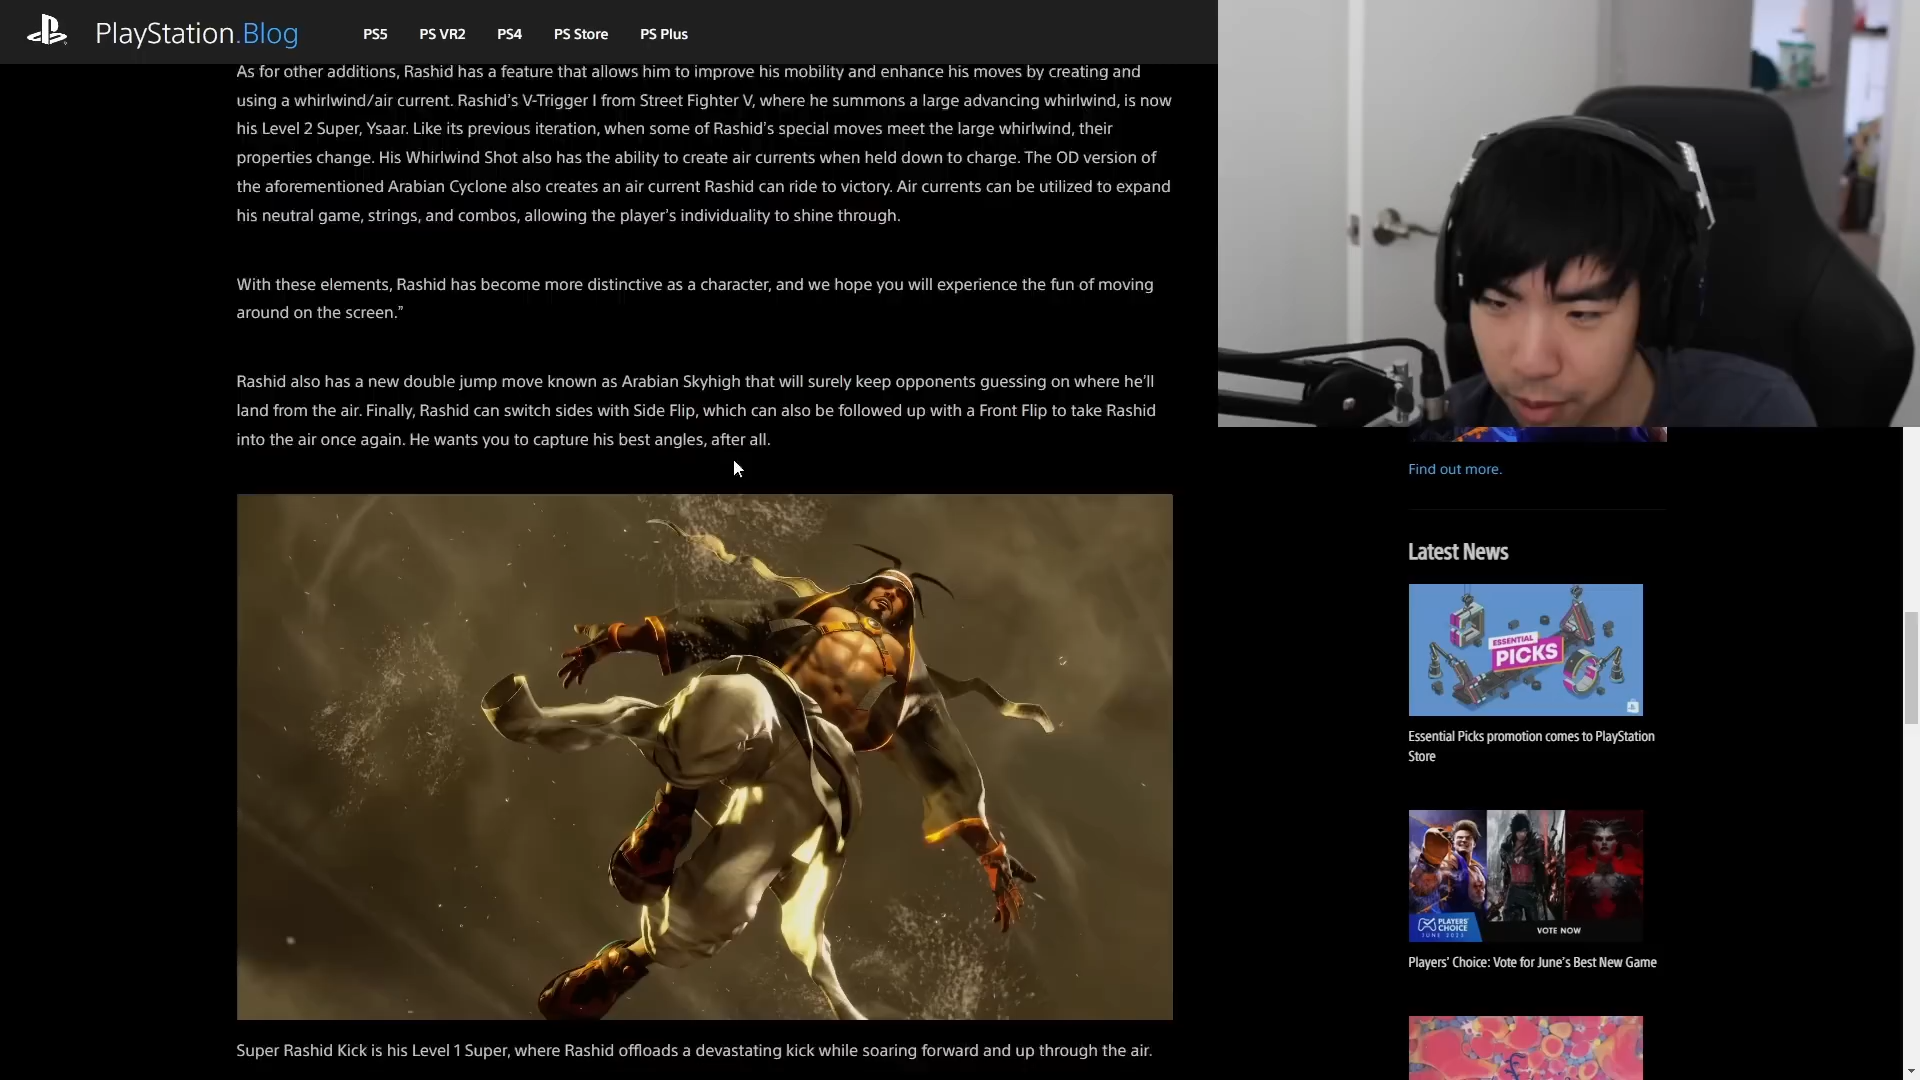 PlayStation.Blog
PS5 PS VR2 PS4 PS Store PS Plus
As for other additions, Rashid has a feature that allows him to improve his mobility and enhance his moves by creating and
using a whirlwind/air current. Rashid's V-Trigger I from Street Fighter V, where he summons a large advancing whirlwind, is now
his Level 2 Super, Ysaar. Like its previous iteration, when some of Rashid's special moves meet the large whirlwind, their
properties change. His Whirlwind Shot also has the ability to create air currents when held down to charge. The OD version of
the aforementioned Arabian Cyclone also creates an air current Rashid can ride to victory. Air currents can be utilized to expand
his neutral game, strings, and combos, allowing the player's individuality to shine through.
With these elements, Rashid has become more distinctive as a character, and we hope you will experience the fun of moving
around on the screen.”
Rashid also has a new double jump move known as Arabian Skyhigh that will surely keep opponents guessing on where he'll
land from the air. Finally, Rashid can switch sides with Side Flip, which can also be followed up with a Front Flip to take Rashid
into the air once again. He wants you to capture his best angles, after all.
Super Rashid Kick is his Level 1 Super, where Rashid offloads a devastating kick while soaring forward and up through the air.
Find out more.
Latest News
ESSENTIAL
PICKS
Essential Picks promotion comes to PlayStation
Store
PLAYERS'
CHOICE
JUNE 2023
VOTE NOW
Players' Choice: Vote for June's Best New Game